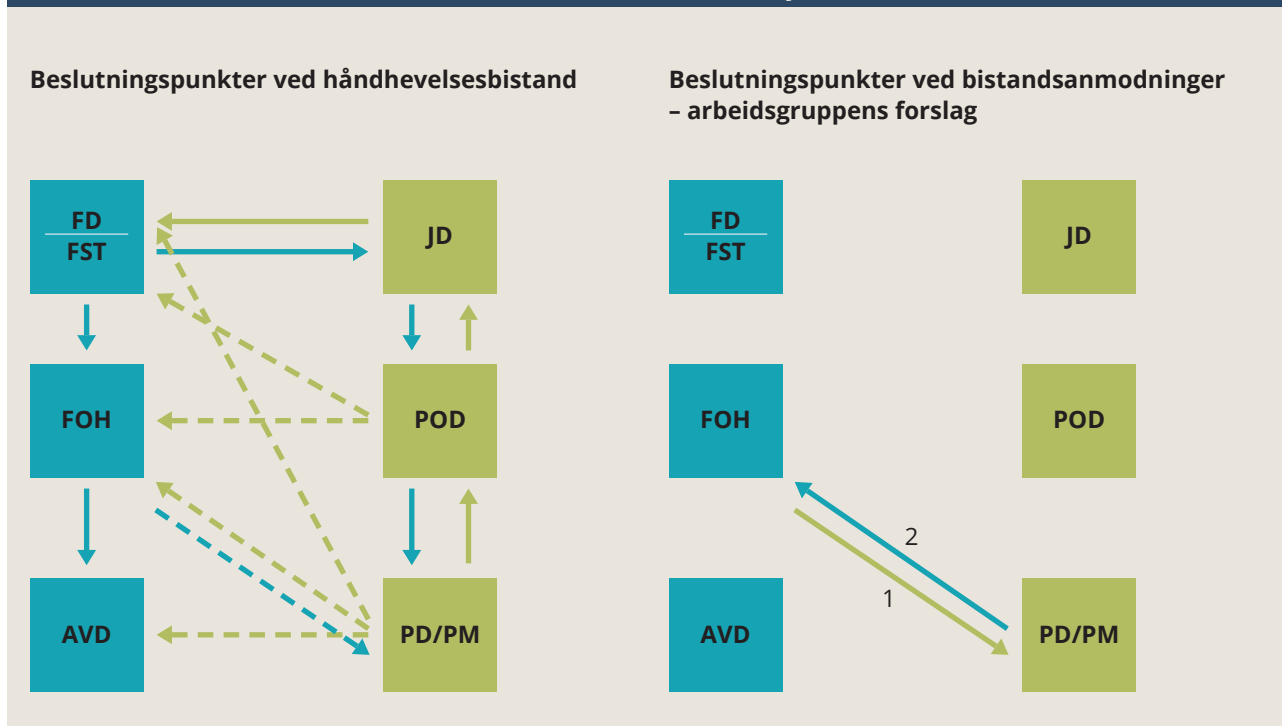 Beslutningspunkter ved håndhevelsesbistand
FD
FST
JD
FOH
POD
AVD
PD/PM
Beslutningspunkter ved bistandsanmodninger
– arbeidsgruppens forslag
FD
FST
JD
FOH
POD
2
1
AVD
PD/PM